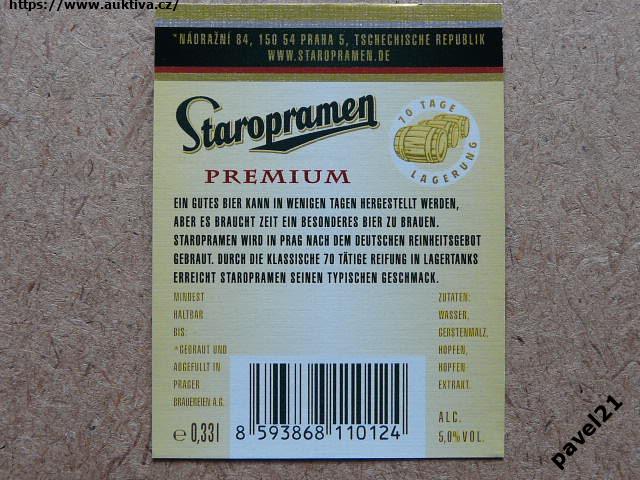 https://www.auktiva.cz/
*NÁDRAŽNÍ 84, 150 54 PRAHA 5, TSCHECHISCHE REPUBLIK
WWW.STAROPRAMEN.DE
Staropramen
PREMIUM
70 TAGE
LAGERUNG
EIN GUTES BIER KANN IN WENIGEN TAGEN HERGESTELLT WERDEN,
ABER ES BRAUCHT ZEIT EIN BESONDERES BIER ZU BRAUEN.
STAROPRAMEN WIRD IN PRAG NACH DEM DEUTSCHEN REINHEITSGEBOT
GEBRAUT. DURCH DIE KLASSISCHE 70 TÄTIGE REIFUNG IN LAGERTANKS
ERREICHT STAROPRAMEN SEINEN TYPISCHEN GESCHMACK.
MINDEST
HALTBAR
BIS:
*GEBRAUT UND
ABGEFÜLLT IN
PRAGER
BRAUEREIEN A.G.
e 0,33l
8 593868 110124
ZUTATEN:
WASSER,
GERSTENMALZ,
HOPFEN,
HOPFEN
EXTRAKT.
ALC.
5,0% VOL.
pavel21